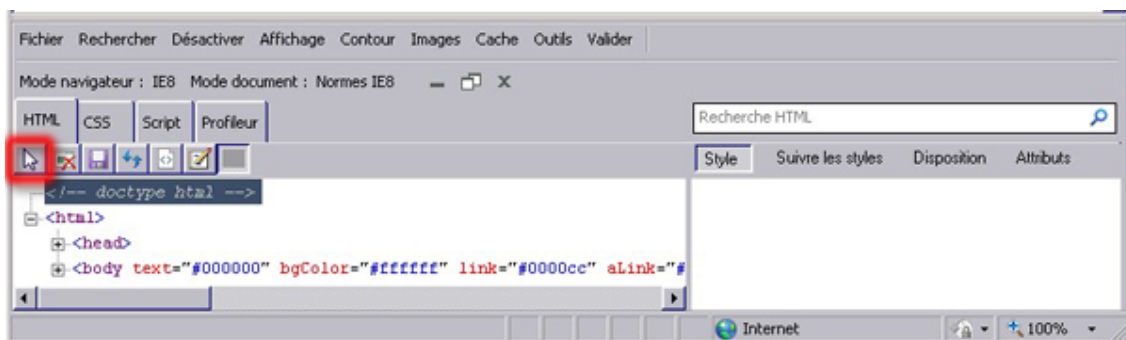 Fichier Rechercher Désactiver Affichage Contour Images Cache Outils Valider
Mode navigateur : IE8 Mode document : Normes IE8
HTML CSS Script Profileur
Recherche HTML
Style Suivre les styles Disposition Attributs
<!-- doctype html -->
<html>
<head>
<body text="#000000" bgColor="#ffffff" link="#0000cc" aLink="#
Internet 100%